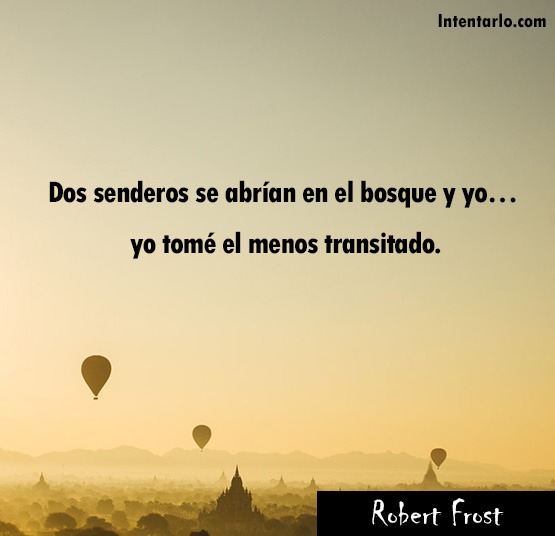 Intentarlo.com
Dos senderos se abrían en el bosque y yo...
yo tomé el menos transitado.
Robert Frost